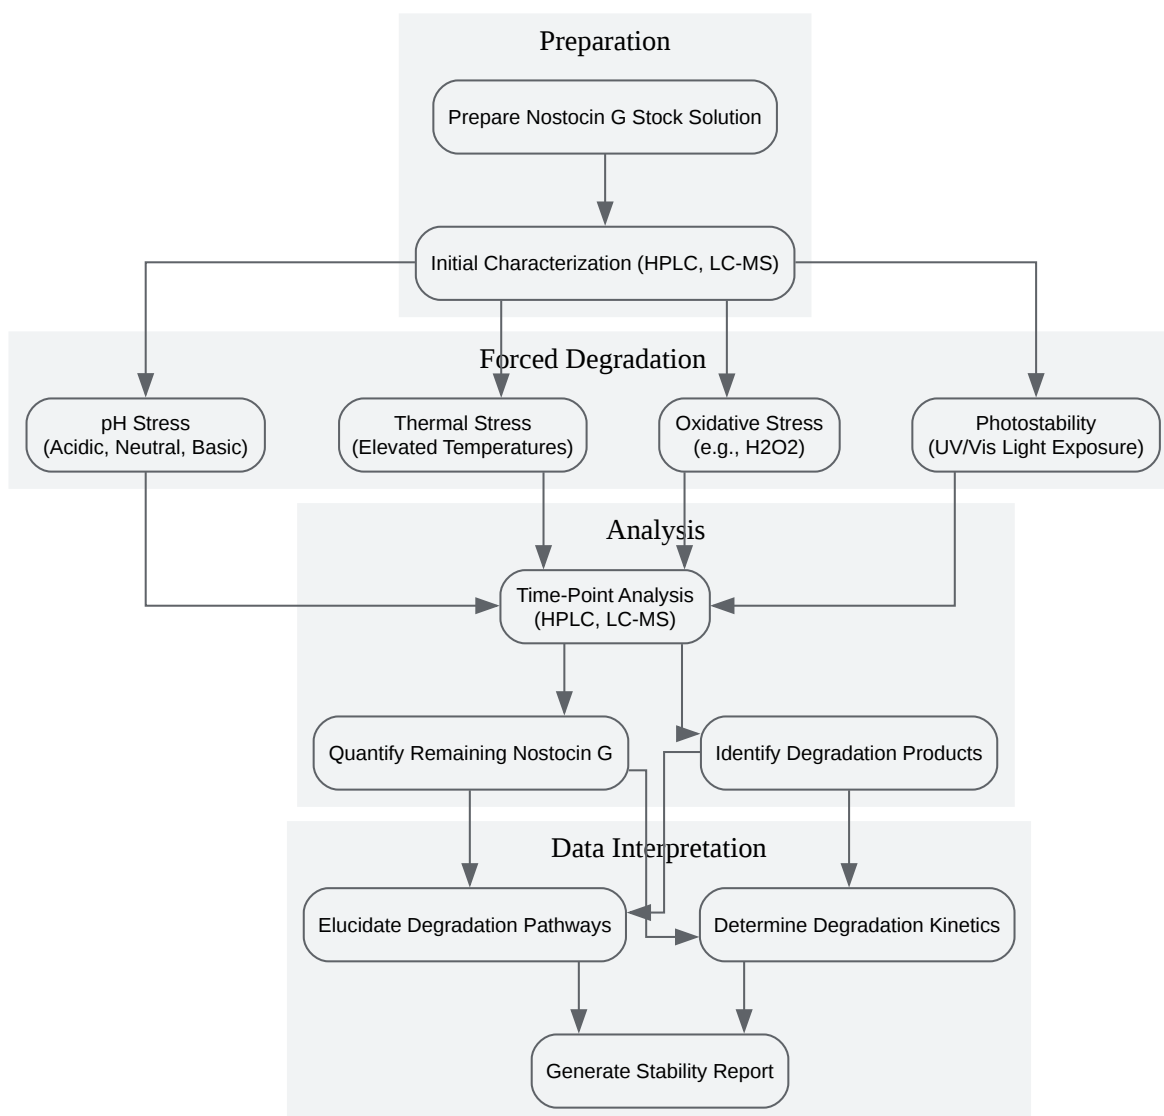 Preparation
Prepare Nostocin G Stock Solution
Initial Characterization (HPLC, LC-MS)
Forced Degradation
pH Stress
(Acidic, Neutral, Basic)
Thermal Stress
(Elevated Temperatures)
Oxidative Stress
(e.g., H2O2)
Photostability
(UV/Vis Light Exposure)
Analysis
Time-Point Analysis
(HPLC, LC-MS)
Quantify Remaining Nostocin G
Identify Degradation Products
Data Interpretation
Elucidate Degradation Pathways
Determine Degradation Kinetics
Generate Stability Report